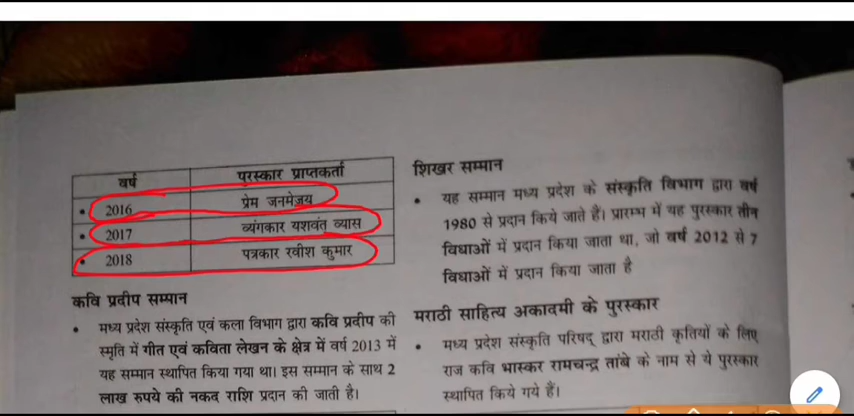 वर्ष पुरस्कार प्राप्तकर्ता
• 2016 प्रेम जनमेजय
• 2017 व्यंगकार यशवंत व्यास
• 2018 पत्रकार रवीश कुमार
कवि प्रदीप सम्मान
• मध्य प्रदेश संस्कृति एवं कला विभाग द्वारा कवि प्रदीप की
स्मृति में गीत एवं कविता लेखन के क्षेत्र में वर्ष 2013 में
यह सम्मान स्थापित किया गया था। इस सम्मान के साथ 2
लाख रुपये की नकद राशि प्रदान की जाती है।
शिखर सम्मान
• यह सम्मान मध्य प्रदेश के संस्कृति विभाग द्वारा वर्ष
1980 से प्रदान किये जाते हैं। प्रारम्भ में यह पुरस्कार तीन
विधाओं में प्रदान किया जाता था, जो वर्ष 2012 से 7
विधाओं में प्रदान किया जाता है
मराठी साहित्य अकादमी के पुरस्कार
• मध्य प्रदेश संस्कृति परिषद् द्वारा मराठी कृतियों के लिए
राज कवि भास्कर रामचन्द्र तांबे के नाम से ये पुरस्कार
स्थापित किये गये हैं।